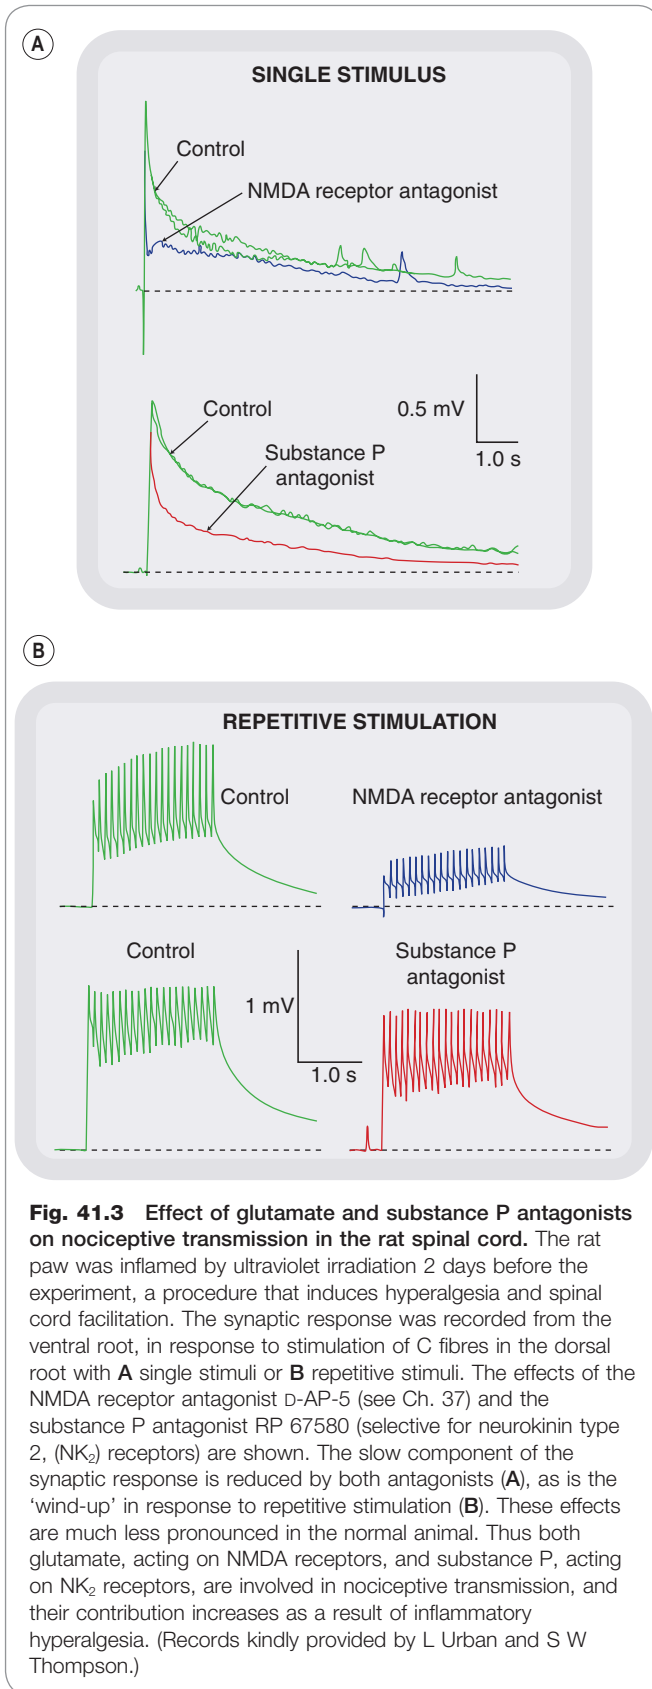 A
SINGLE STIMULUS
Control
NMDA receptor antagonist
Control
0.5 mV
Substance P
antagonist
1.0 s
B
REPETITIVE STIMULATION
Control
NMDA receptor antagonist
Control
Substance P
antagonist
1 mV
1.0 s
Fig. 41.3 Effect of glutamate and substance P antagonists
on nociceptive transmission in the rat spinal cord. The rat
paw was inflamed by ultraviolet irradiation 2 days before the
experiment, a procedure that induces hyperalgesia and spinal
cord facilitation. The synaptic response was recorded from the
ventral root, in response to stimulation of C fibres in the dorsal
root with A single stimuli or B repetitive stimuli. The effects of the
NMDA receptor antagonist D-AP-5 (see Ch. 37) and the
substance P antagonist RP 67580 (selective for neurokinin type
2, (NK₂) receptors) are shown. The slow component of the
synaptic response is reduced by both antagonists (A), as is the
‘wind-up’ in response to repetitive stimulation (B). These effects
are much less pronounced in the normal animal. Thus both
glutamate, acting on NMDA receptors, and substance P, acting
on NK₂ receptors, are involved in nociceptive transmission, and
their contribution increases as a result of inflammatory
hyperalgesia. (Records kindly provided by L Urban and S W
Thompson.)